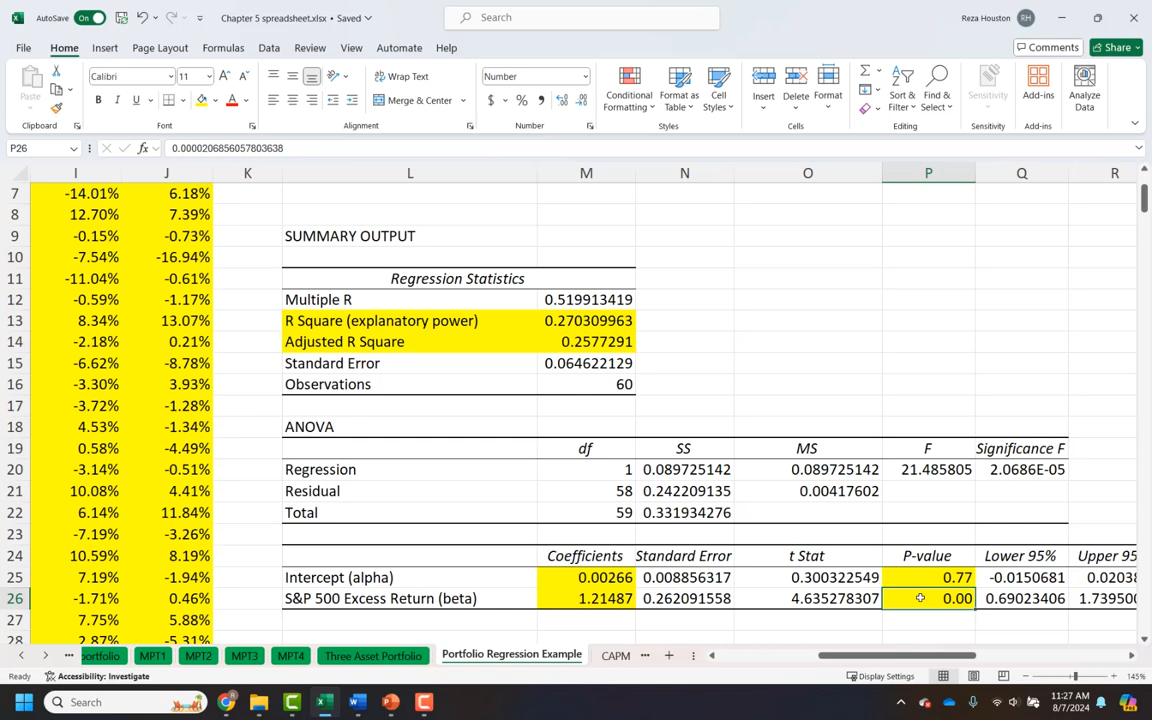 AutoSave On Chapter 5 spreadsheet.xlsx • Saved Search Reza Houston RH
File Home Insert Page Layout Formulas Data Review View Automate Help Comments Share
Paste Calibri 11 A A Wrap Text Number Conditional Formatting Format as Table Cell Styles Insert Delete Format Sort & Filter Find & Select Sensitivity Add-ins Analyze Data
B I U A Merge & Center $ % ,
Clipboard Font Alignment Number Styles Cells Editing Sensitivity Add-ins
P26 fx 0.0000206856057803638
I J K L M N O P Q R
7 -14.01% 6.18%
8 12.70% 7.39%
9 -0.15% -0.73% SUMMARY OUTPUT
10 -7.54% -16.94%
11 -11.04% -0.61% Regression Statistics
12 -0.59% -1.17% Multiple R 0.519913419
13 8.34% 13.07% R Square (explanatory power) 0.270309963
14 -2.18% 0.21% Adjusted R Square 0.2577291
15 -6.62% -8.78% Standard Error 0.064622129
16 -3.30% 3.93% Observations 60
17 -3.72% -1.28%
18 4.53% -1.34% ANOVA
19 0.58% -4.49% df SS MS F Significance F
20 -3.14% -0.51% Regression 1 0.089725142 0.089725142 21.485805 2.0686E-05
21 10.08% 4.41% Residual 58 0.242209135 0.00417602
22 6.14% 11.84% Total 59 0.331934276
23 -7.19% -3.26%
24 10.59% 8.19% Coefficients Standard Error t Stat P-value Lower 95% Upper 95
25 7.19% -1.94% Intercept (alpha) 0.00266 0.008856317 0.300322549 0.77 -0.0150681 0.0203
26 -1.71% 0.46% S&P 500 Excess Return (beta) 1.21487 0.262091558 4.635278307 0.00 0.69023406 1.739500
27 7.75% 5.88%
28 2.87% -5.31%
portfolio MPT1 MPT2 MPT3 MPT4 Three Asset Portfolio Portfolio Regression Example CAPM
Ready Accessibility: Investigate Display Settings 145%
Search 11:27 AM
8/7/2024